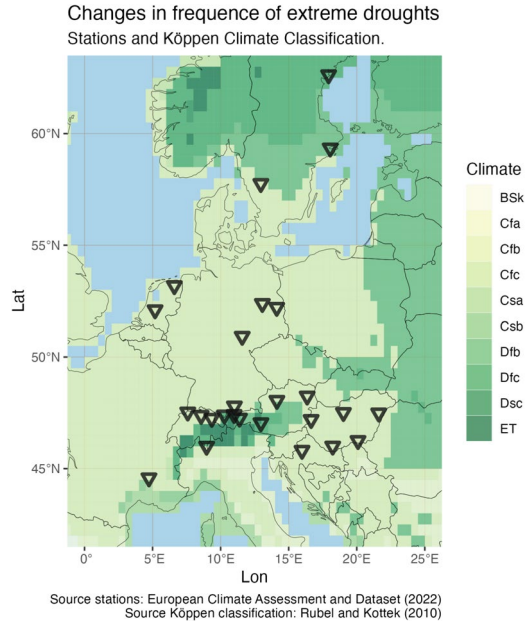 Changes in frequence of extreme droughts
Stations and Köppen Climate Classification.
60°N
55°N
50°N
45°N
Lat
0°
5°E
10°E
15°E
20°E
25°E
Lon
Climate
BSk
Cfa
Cfb
Cfc
Csa
Csb
Dfb
Dfc
Dsc
ET
Source stations: European Climate Assessment and Dataset (2022)
Source Köppen classification: Rubel and Kottek (2010)